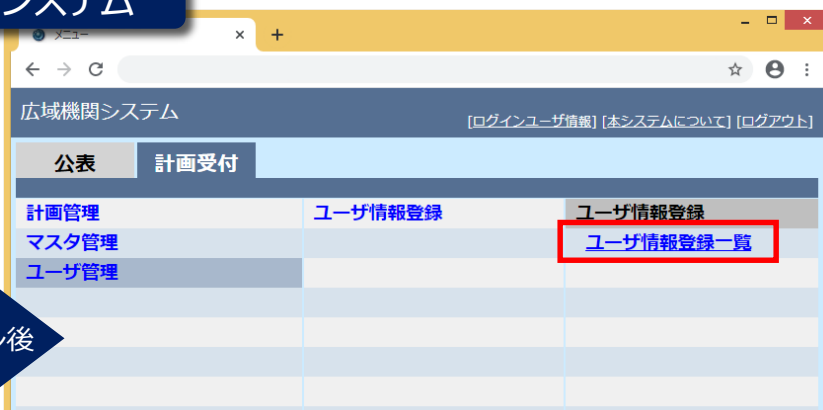 システム
メニュー
広域機関システム
[ログインユーザ情報] [本システムについて] [ログアウト]
公表 計画受付
計画管理 ユーザ情報登録 ユーザ情報登録
マスタ管理 ユーザ情報登録一覧
ユーザ管理
後